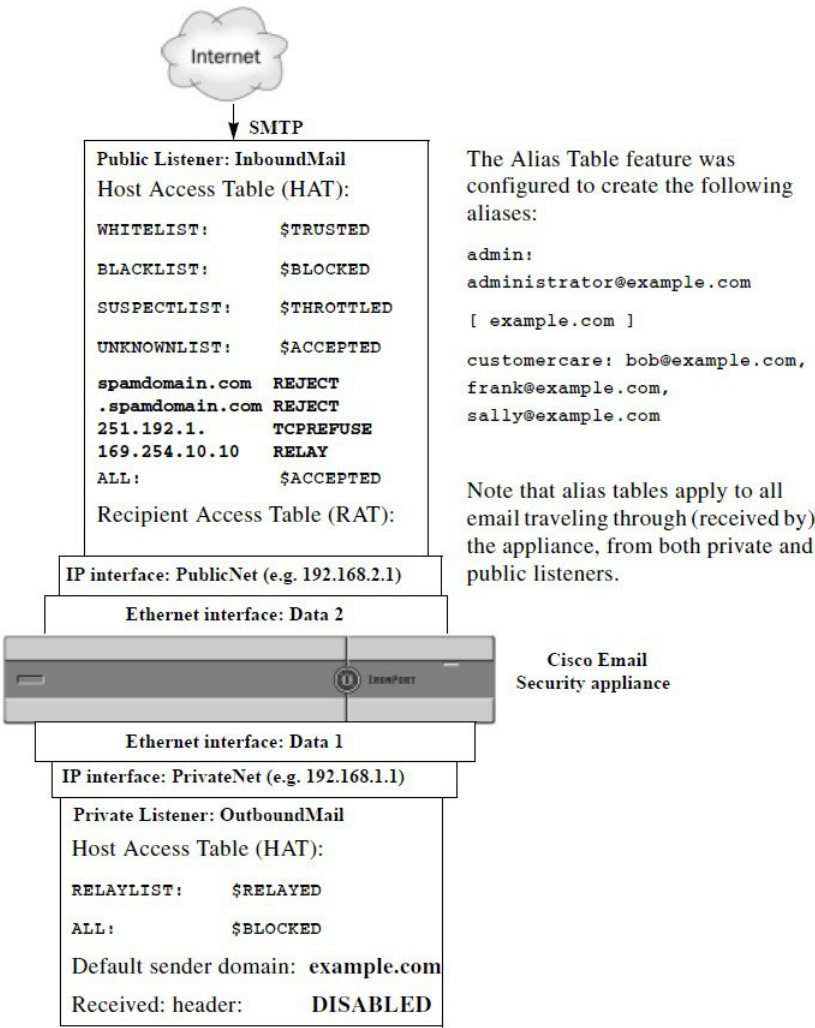 Internet
SMTP
Public Listener: InboundMail
Host Access Table (HAT):
WHITELIST: $TRUSTED
BLACKLIST: $BLOCKED
SUSPECTLIST: $THROTTLED
UNKNOWNLIST: $ACCEPTED
spamdomain.com REJECT
.spamdomain.com REJECT
251.192.1. TCPREFUSE
169.254.10.10 RELAY
ALL: $ACCEPTED
Recipient Access Table (RAT):
The Alias Table feature was
configured to create the following
aliases:
admin:
administrator@example.com
[ example.com ]
customercare: bob@example.com,
frank@example.com,
sally@example.com
Note that alias tables apply to all
email traveling through (received by)
the appliance, from both private and
public listeners.
IP interface: PublicNet (e.g. 192.168.2.1)
Ethernet interface: Data 2
IRONPORT
Cisco Email
Security appliance
Ethernet interface: Data 1
IP interface: PrivateNet (e.g. 192.168.1.1)
Private Listener: OutboundMail
Host Access Table (HAT):
RELAYLIST: $RELAYED
ALL: $BLOCKED
Default sender domain: example.com
Received: header: DISABLED